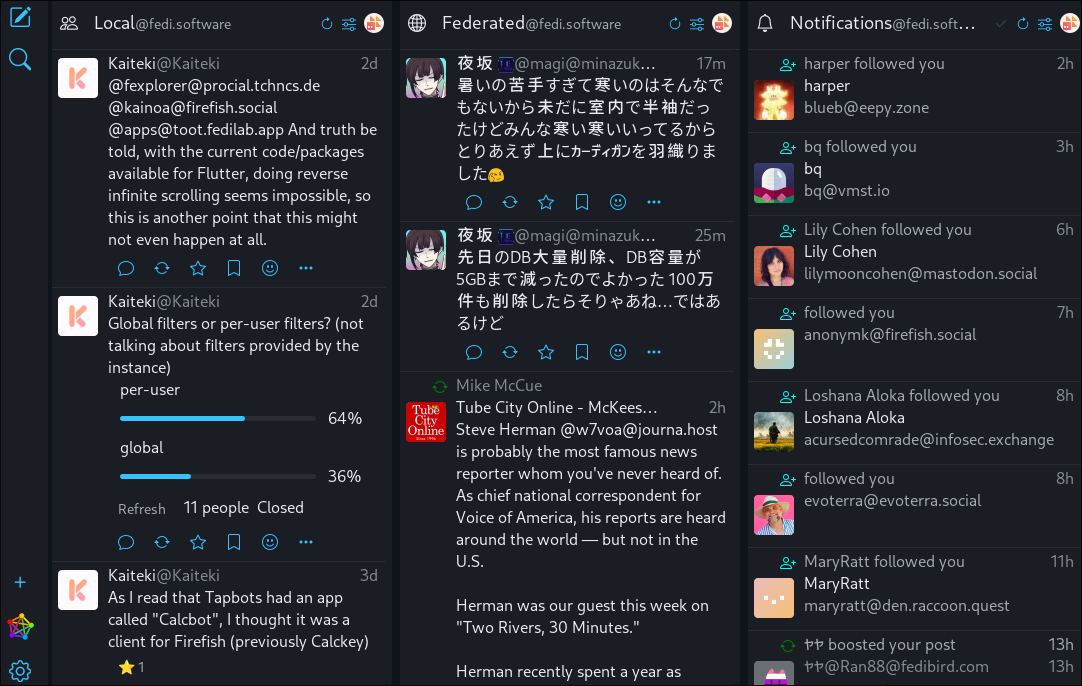 Local@fedi.software
Kaiteki@Kaiteki 2d
@fexplorer@procial.tchncs.de
@kainoa@firefish.social
@apps@toot.fedilab.app And truth be
told, with the current code/packages
available for Flutter, doing reverse
infinite scrolling seems impossible, so
this is another point that this might
not even happen at all.
Kaiteki@Kaiteki 2d
Global filters or per-user filters? (not
talking about filters provided by the
instance)
per-user
64%
global
36%
Refresh 11 people Closed
Kaiteki@Kaiteki 3d
As I read that Tapbots had an app
called "Calcbot", I thought it was a
client for Firefish (previously Calckey)
1
Federated@fedi.software
夜坂 @magi@minazuk... 17m
暑いの苦手すぎて寒いのはそんなで
もないから未だに室内で半袖だっ
たけどみんな寒い寒いいってるから
とりあえず上にｶｰﾃﾞｨｶﾞﾝを羽織りま
した
夜坂 @magi@minazuk... 25m
先日のDB大量削除、DB容量が
5GBまで減ったのでよかった 100万
件も削除したらそりゃあね...ではあ
るけど
Mike McCue
Tube City Online - McKees... 2h
Tube
City
Online
Steve Herman @w7voa@journa.host
is probably the most famous news
reporter whom you've never heard of.
As chief national correspondent for
Voice of America, his reports are heard
around the world — but not in the
U.S.
Herman was our guest this week on
"Two Rivers, 30 Minutes."
Herman recently spent a year as
Notifications@fedi.soft...
harper followed you 2h
harper
blueb@eepy.zone
bq followed you 3h
bq
bq@vmst.io
Lily Cohen followed you 6h
Lily Cohen
lilymooncohen@mastodon.social
followed you 7h
anonymk@firefish.social
Loshana Aloka followed you 8h
Loshana Aloka
acursedcomrade@infosec.exchange
followed you 8h
evoterra@evoterra.social
MaryRatt followed you 11h
MaryRatt
maryratt@den.raccoon.quest
ヤヤ boosted your post 13h
ヤヤ@Ran88@fedibird.com 13h